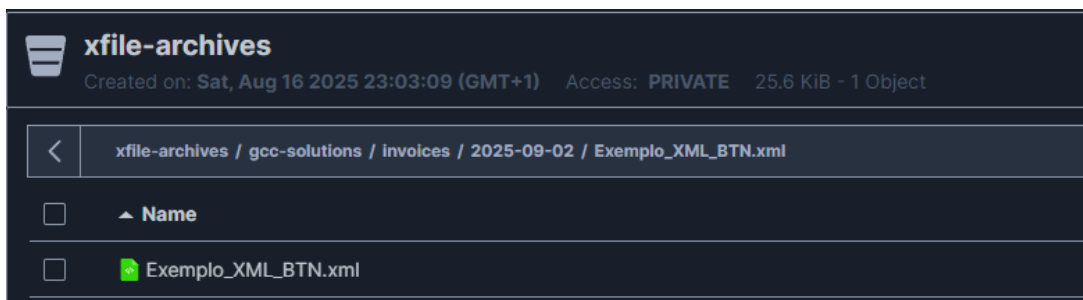 xfile-archives
Created on: Sat, Aug 16 2025 23:03:09 (GMT+1) Access: PRIVATE 25.6 KiB - 1 Object
xfile-archives / gcc-solutions / invoices / 2025-09-02 / Exemplo_XML_BTN.xml
Name
Exemplo_XML_BTN.xml